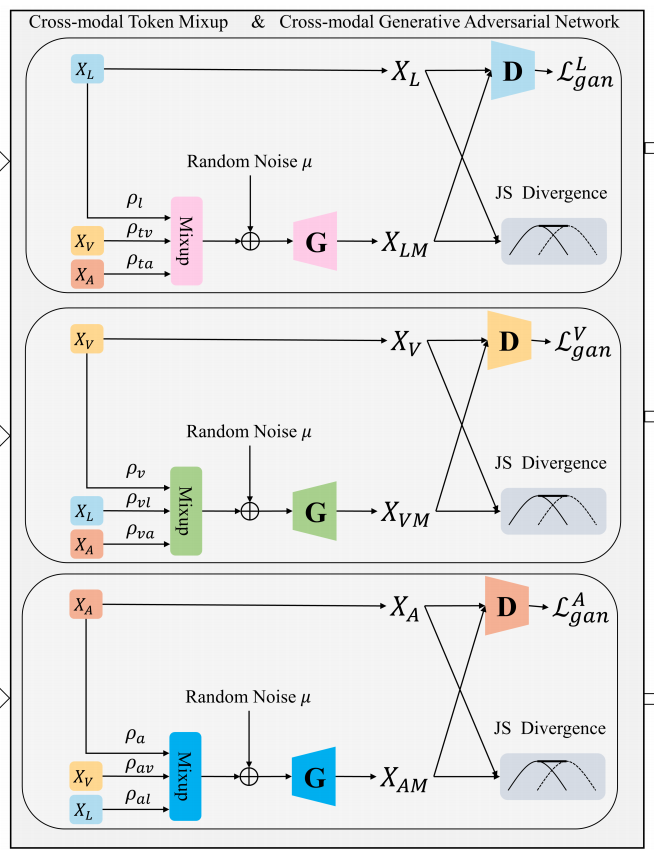 Cross-modal Token Mixup & Cross-modal Generative Adversarial Network
X_L
X_L
D
ℒ_gan^L
Random Noise μ
JS Divergence
ρ_l
X_V
ρ_tv
Mixup
G
X_LM
X_A
ρ_ta
X_V
X_V
D
ℒ_gan^V
Random Noise μ
JS Divergence
ρ_v
X_L
ρ_vl
Mixup
G
X_VM
X_A
ρ_va
X_A
X_A
D
ℒ_gan^A
Random Noise μ
JS Divergence
ρ_a
X_V
ρ_av
Mixup
G
X_AM
X_L
ρ_al